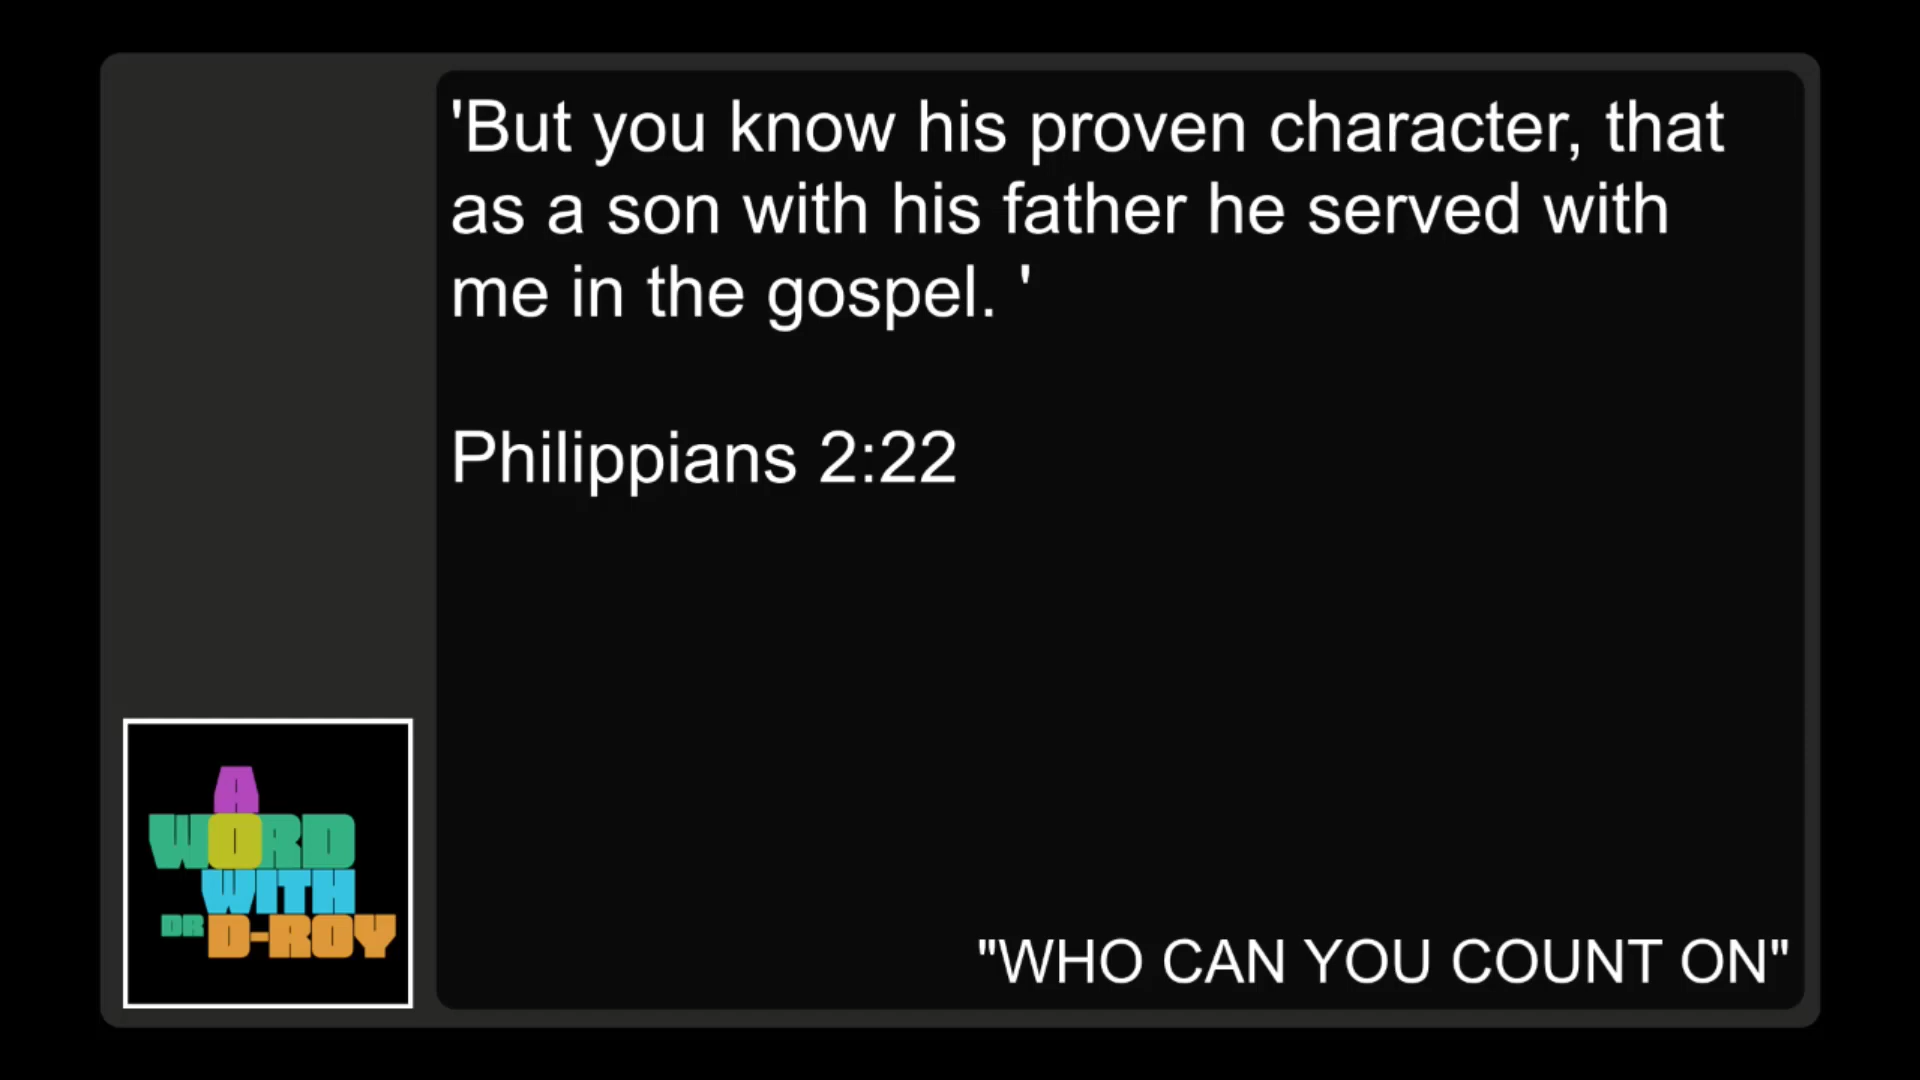 'But you know his proven character, that
as a son with his father he served with
me in the gospel. '
Philippians 2:22
A
WORD
WITH
DR D-ROY
"WHO CAN YOU COUNT ON"